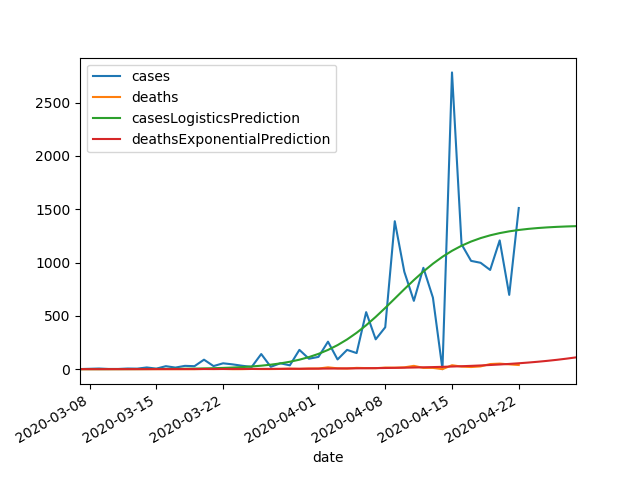 cases
deaths
casesLogisticsPrediction
deathsExponentialPrediction
2500
2000
1500
1000
500
0
2020-03-08
2020-03-15
2020-03-22
2020-04-01
2020-04-08
2020-04-15
2020-04-22
date